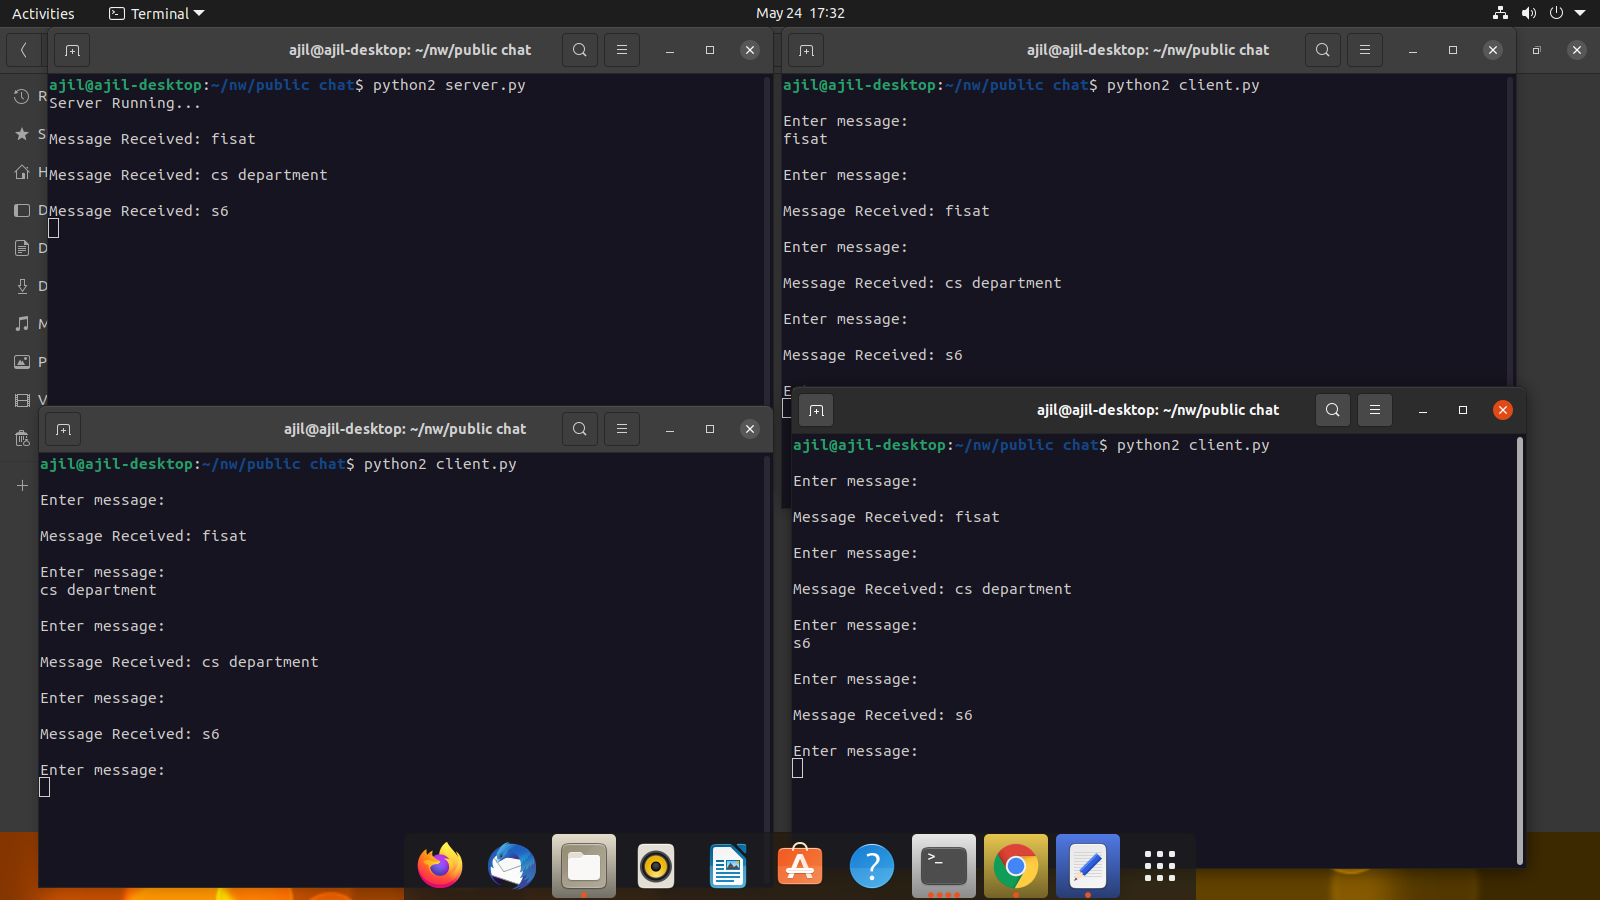 Activities
Terminal
May 24 17:32
ajil@ajil-desktop: ~/nw/public chat
ajil@ajil-desktop:~/nw/public chat$ python2 server.py
Server Running...
Message Received: fisat
Message Received: cs department
Message Received: s6
ajil@ajil-desktop: ~/nw/public chat
ajil@ajil-desktop:~/nw/public chat$ python2 client.py
Enter message:
fisat
Enter message:
Message Received: fisat
Enter message:
Message Received: cs department
Enter message:
Message Received: s6
R
S
H
D
D
D
M
P
V
ajil@ajil-desktop: ~/nw/public chat
ajil@ajil-desktop:~/nw/public chat$ python2 client.py
Enter message:
Message Received: fisat
Enter message:
cs department
Enter message:
Message Received: cs department
Enter message:
Message Received: s6
Enter message:
ajil@ajil-desktop: ~/nw/public chat
ajil@ajil-desktop:~/nw/public chat$ python2 client.py
Enter message:
Message Received: fisat
Enter message:
Message Received: cs department
Enter message:
s6
Enter message:
Message Received: s6
Enter message: